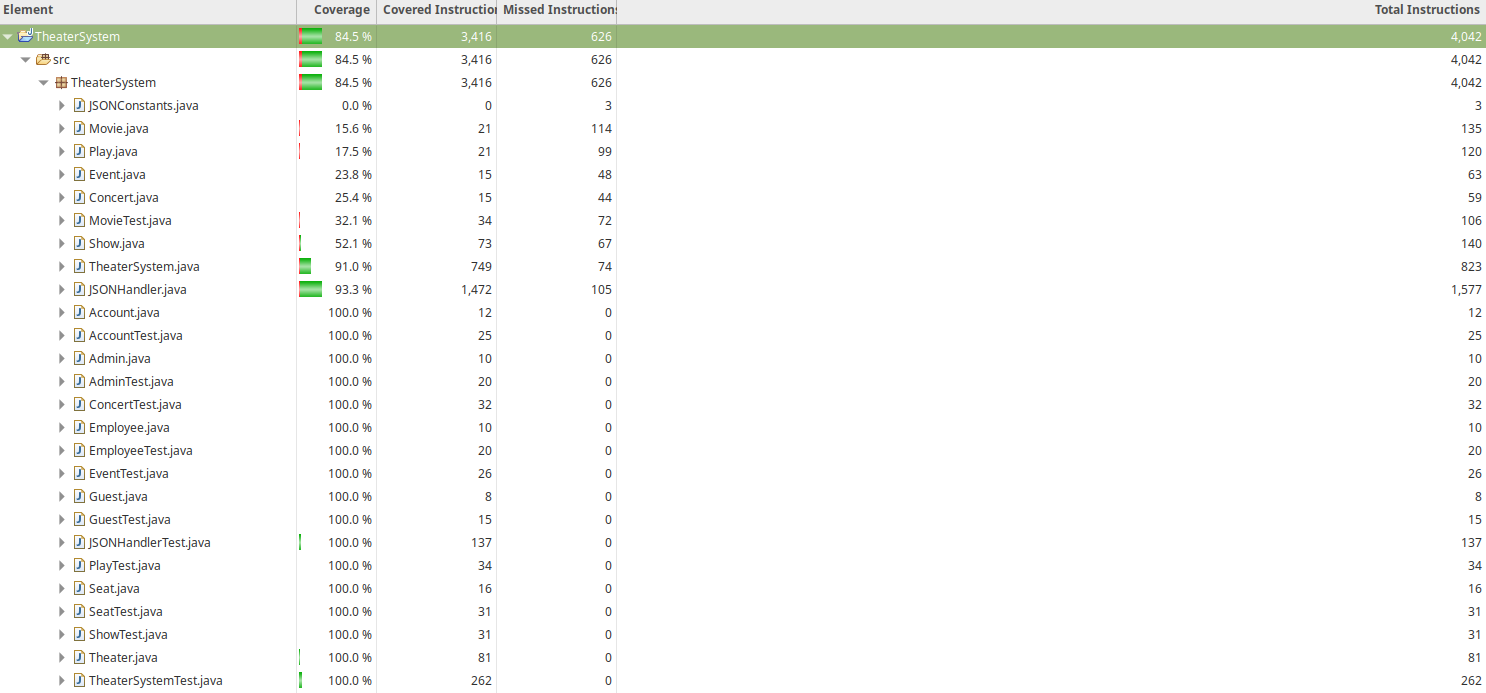 Element Coverage Covered Instruction Missed Instructions Total Instructions
TheaterSystem 84.5 % 3,416 626 4,042
src 84.5 % 3,416 626 4,042
TheaterSystem 84.5 % 3,416 626 4,042
JSONConstants.java 0.0 % 0 3 3
Movie.java 15.6 % 21 114 135
Play.java 17.5 % 21 99 120
Event.java 23.8 % 15 48 63
Concert.java 25.4 % 15 44 59
MovieTest.java 32.1 % 34 72 106
Show.java 52.1 % 73 67 140
TheaterSystem.java 91.0 % 749 74 823
JSONHandler.java 93.3 % 1,472 105 1,577
Account.java 100.0 % 12 0 12
AccountTest.java 100.0 % 25 0 25
Admin.java 100.0 % 10 0 10
AdminTest.java 100.0 % 20 0 20
ConcertTest.java 100.0 % 32 0 32
Employee.java 100.0 % 10 0 10
EmployeeTest.java 100.0 % 20 0 20
EventTest.java 100.0 % 26 0 26
Guest.java 100.0 % 8 0 8
GuestTest.java 100.0 % 15 0 15
JSONHandlerTest.java 100.0 % 137 0 137
PlayTest.java 100.0 % 34 0 34
Seat.java 100.0 % 16 0 16
SeatTest.java 100.0 % 31 0 31
ShowTest.java 100.0 % 31 0 31
Theater.java 100.0 % 81 0 81
TheaterSystemTest.java 100.0 % 262 0 262